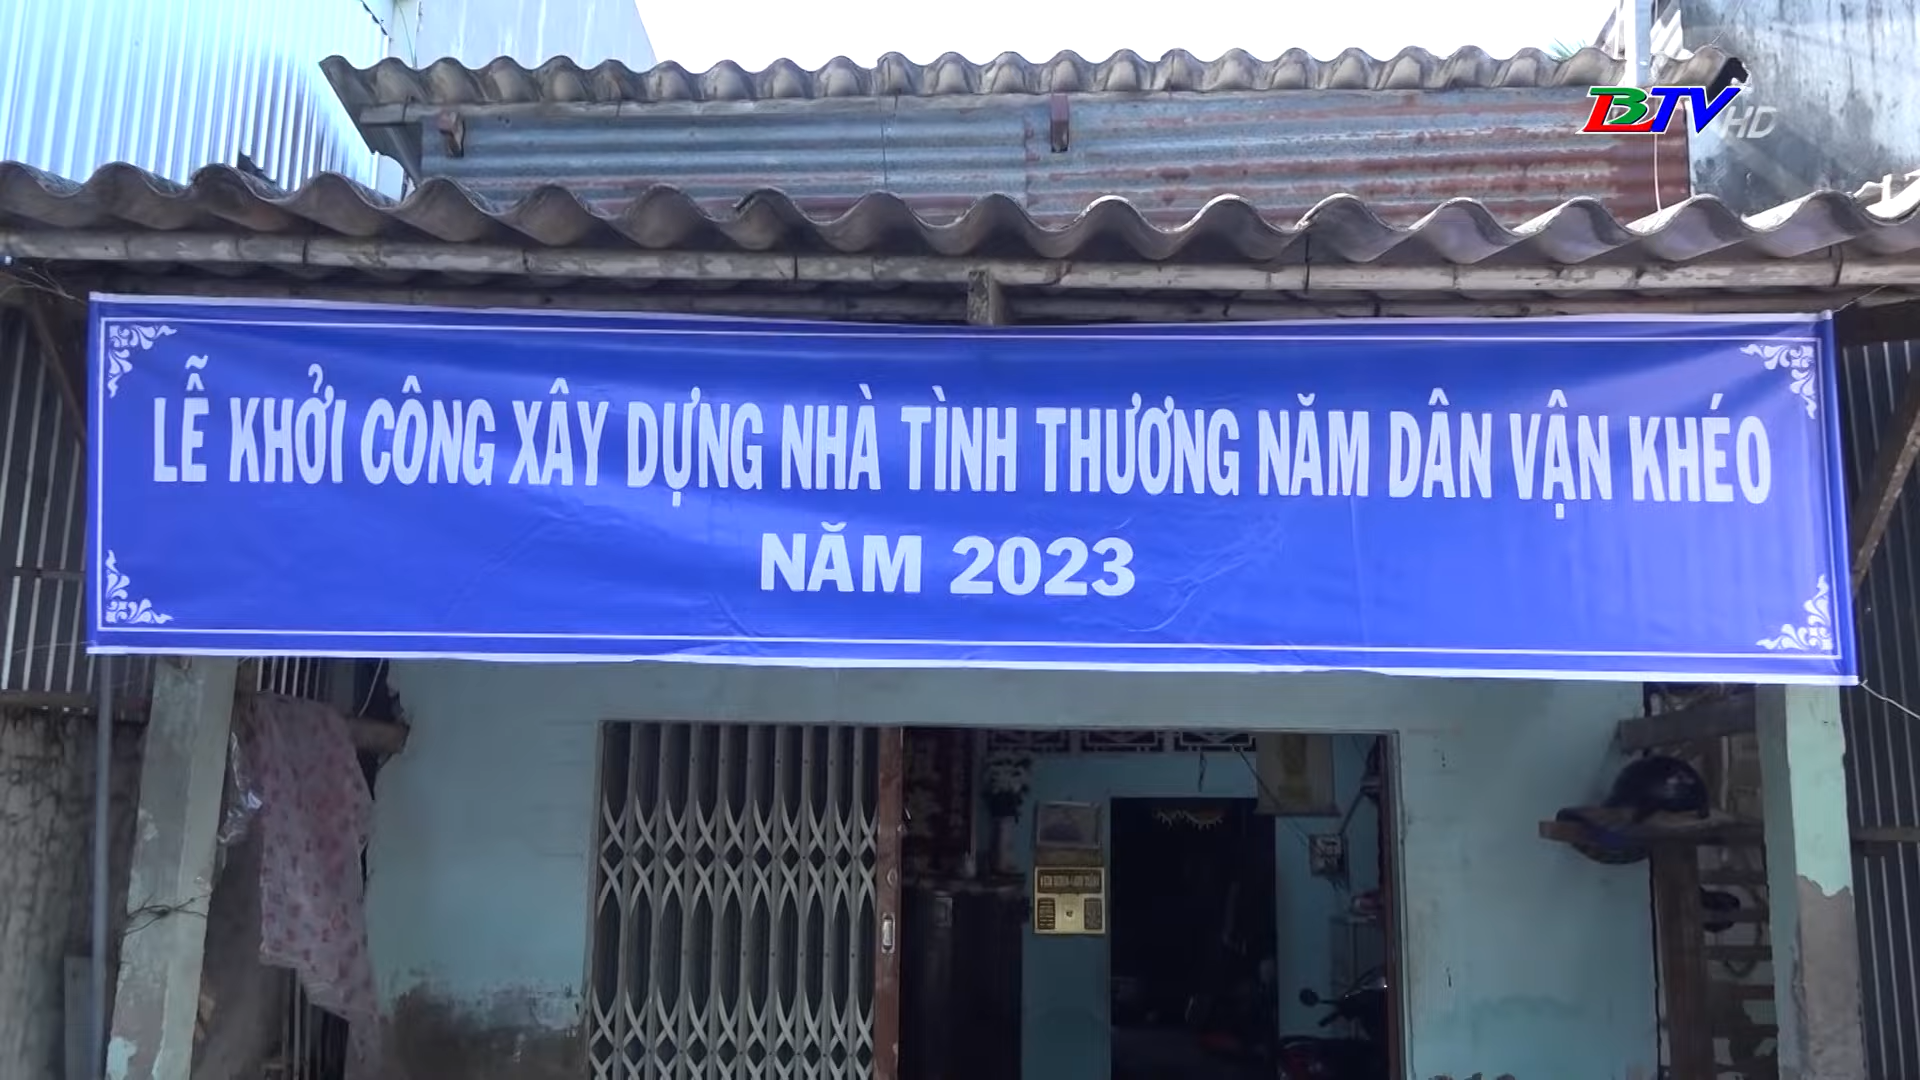 BTV HD
LỄ KHỞI CÔNG XÂY DỰNG NHÀ TÌNH THƯƠNG NĂM DÂN VẬN KHÉO
NĂM 2023